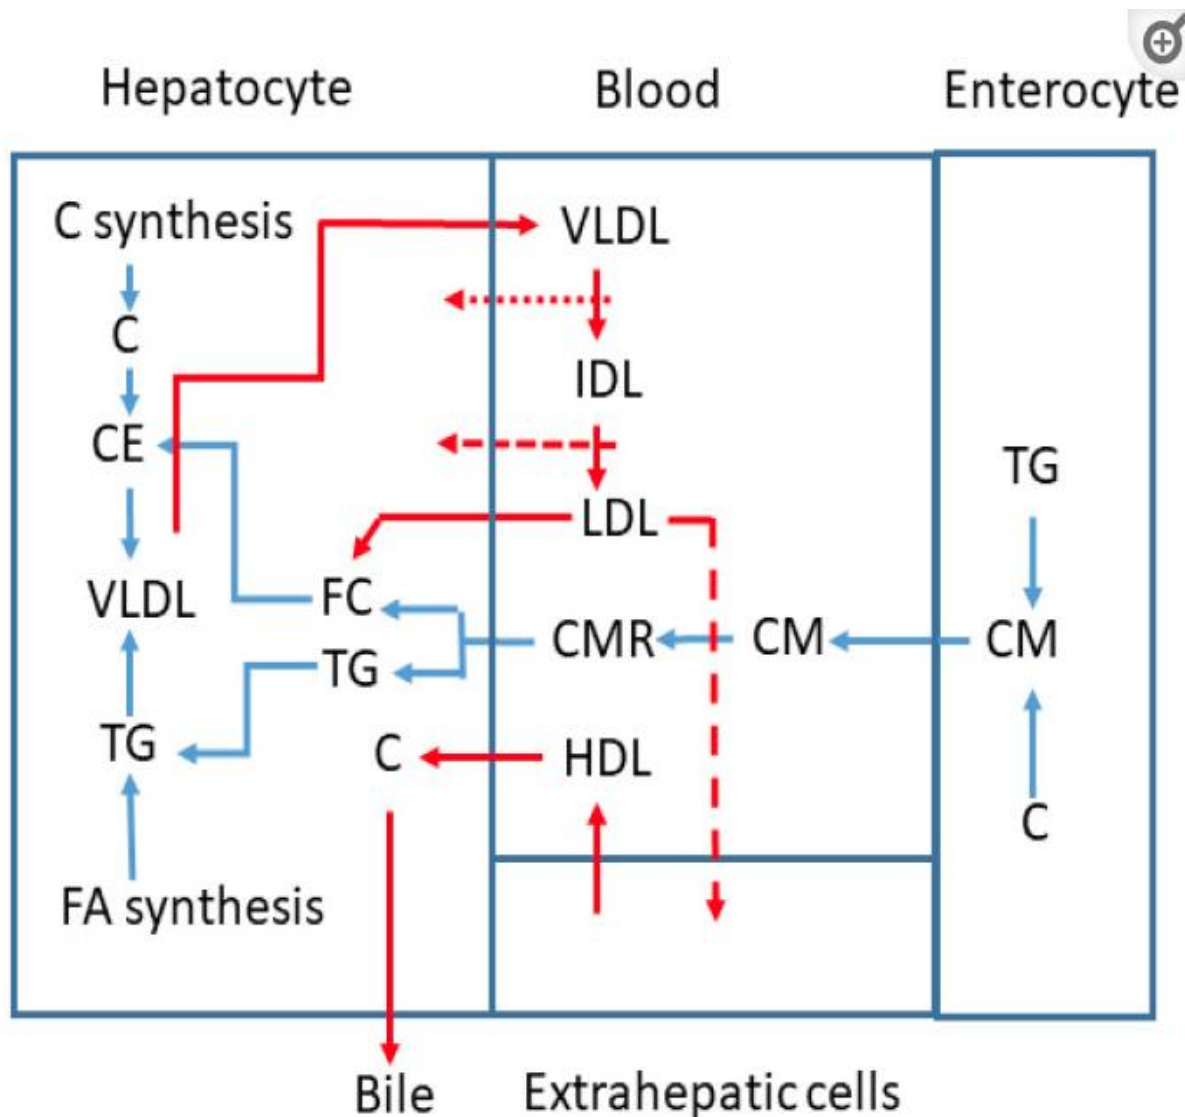 Hepatocyte
Blood
Enterocyte
C synthesis
C
CE
VLDL
TG
FA synthesis
FC
TG
C
Bile
VLDL
IDL
LDL
CMR
CM
HDL
Extrahepatic cells
TG
CM
C